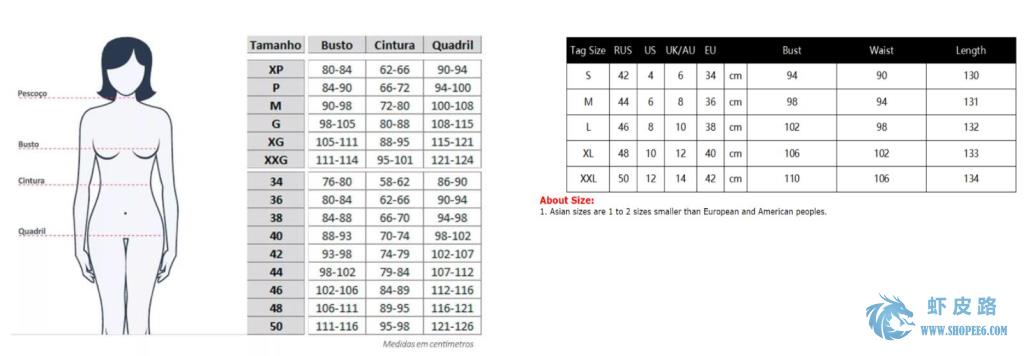 Pescoço
Busto
Cintura
Quadril
Tamanho Busto Cintura Quadril
XP 80-84 62-66 90-94
P 84-90 66-72 94-100
M 90-98 72-80 100-108
G 98-105 80-88 108-115
XG 105-111 88-95 115-121
XXG 111-114 95-101 121-124
34 76-80 58-62 86-90
36 80-84 62-66 90-94
38 84-88 66-70 94-98
40 88-93 70-74 98-102
42 93-98 74-79 102-107
44 98-102 79-84 107-112
46 102-106 84-89 112-116
48 106-111 89-95 116-121
50 111-116 95-98 121-126
Medidas em centímetros
Tag Size RUS US UK/AU EU Bust Waist Length
S 42 4 6 34 cm 94 90 130
M 44 6 8 36 cm 98 94 131
L 46 8 10 38 cm 102 98 132
XL 48 10 12 40 cm 106 102 133
XXL 50 12 14 42 cm 110 106 134
About Size:
1. Asian sizes are 1 to 2 sizes smaller than European and American peoples.
虾皮路
WWW.SHOPEE6.COM